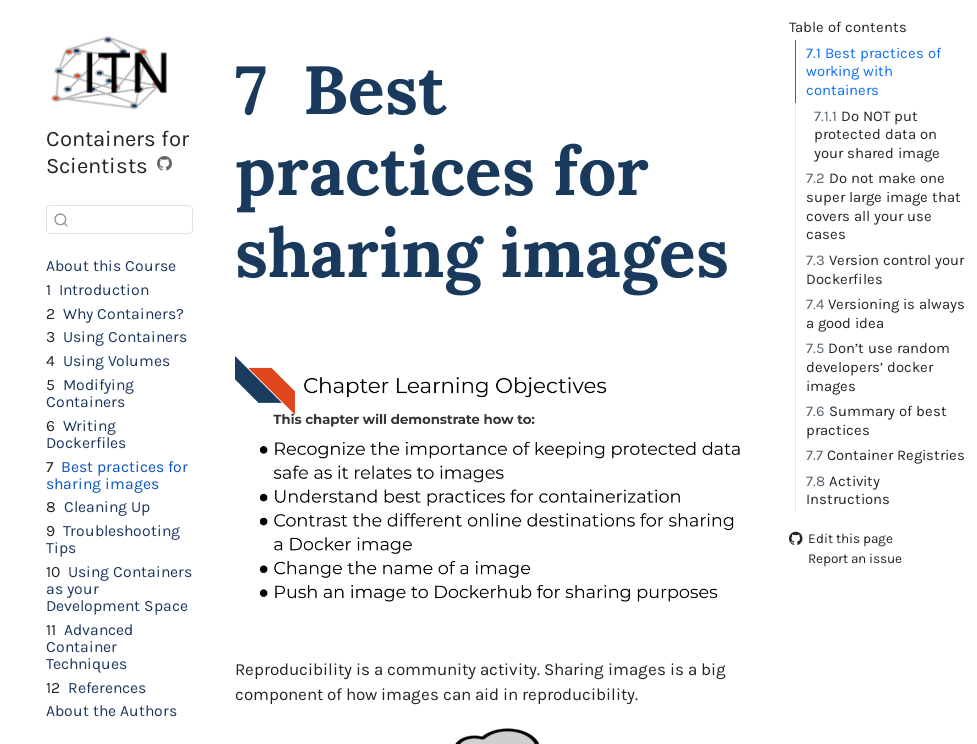 ITN
Containers for
Scientists
About this Course
1 Introduction
2 Why Containers?
3 Using Containers
4 Using Volumes
5 Modifying
Containers
6 Writing
Dockerfiles
7 Best practices for
sharing images
8 Cleaning Up
9 Troubleshooting
Tips
10 Using Containers
as your
Development Space
11 Advanced
Container
Techniques
12 References
About the Authors
7 Best
practices for
sharing images
Chapter Learning Objectives
This chapter will demonstrate how to:
● Recognize the importance of keeping protected data
safe as it relates to images
● Understand best practices for containerization
● Contrast the different online destinations for sharing
a Docker image
● Change the name of a image
● Push an image to Dockerhub for sharing purposes
Reproducibility is a community activity. Sharing images is a big
component of how images can aid in reproducibility.
Table of contents
7.1 Best practices of
working with
containers
7.1.1 Do NOT put
protected data on
your shared image
7.2 Do not make one
super large image that
covers all your use
cases
7.3 Version control your
Dockerfiles
7.4 Versioning is always
a good idea
7.5 Don’t use random
developers’ docker
images
7.6 Summary of best
practices
7.7 Container Registries
7.8 Activity
Instructions
Edit this page
Report an issue